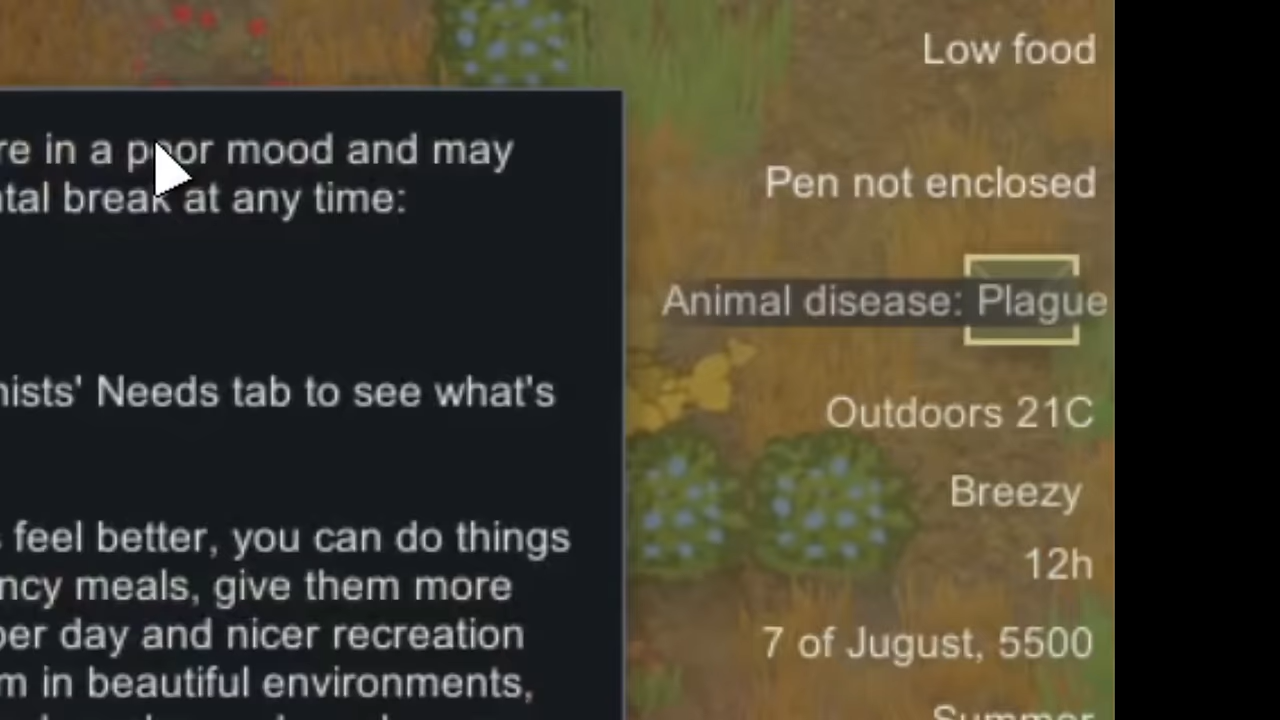 Low food
re in a poor mood and may
ntal break at any time:
Pen not enclosed
Animal disease: Plague
nists' Needs tab to see what's
Outdoors 21C
Breezy
s feel better, you can do things
ncy meals, give them more
12h
per day and nicer recreation
7 of Jugust, 5500
m in beautiful environments,
Summer